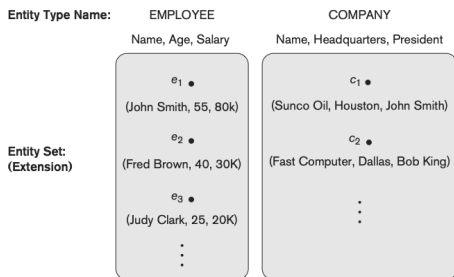 Entity Type Name: EMPLOYEE COMPANY
Name, Age, Salary Name, Headquarters, President
e1 • c1 •
(John Smith, 55, 80k) (Sunco Oil, Houston, John Smith)
e2 • c2 •
Entity Set:
(Extension)
(Fred Brown, 40, 30K) (Fast Computer, Dallas, Bob King)
e3 •
(Judy Clark, 25, 20K)